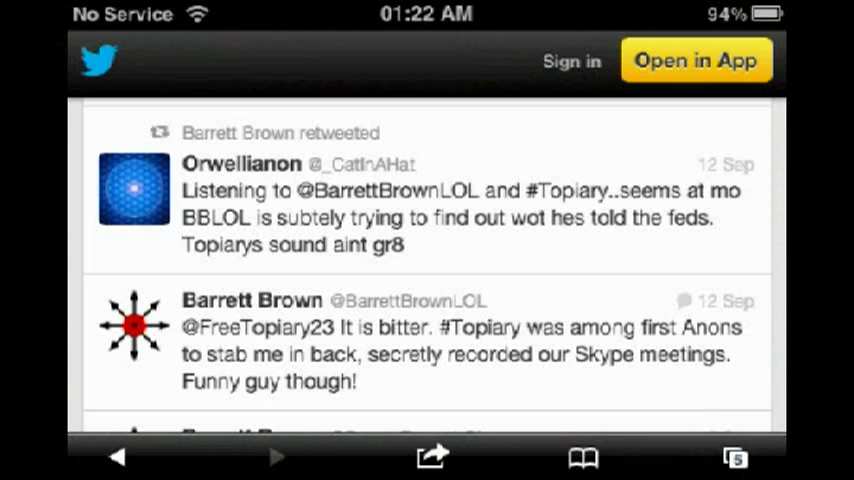 No Service 01:22 AM 94%
Sign in Open in App
Barrett Brown retweeted
Orwellianon @_CatInAHat 12 Sep
Listening to @BarrettBrownLOL and #Topiary..seems at mo
BBLOL is subtely trying to find out wot hes told the feds.
Topiarys sound aint gr8
Barrett Brown @BarrettBrownLOL 12 Sep
@FreeTopiary23 It is bitter. #Topiary was among first Anons
to stab me in back, secretly recorded our Skype meetings.
Funny guy though!
5